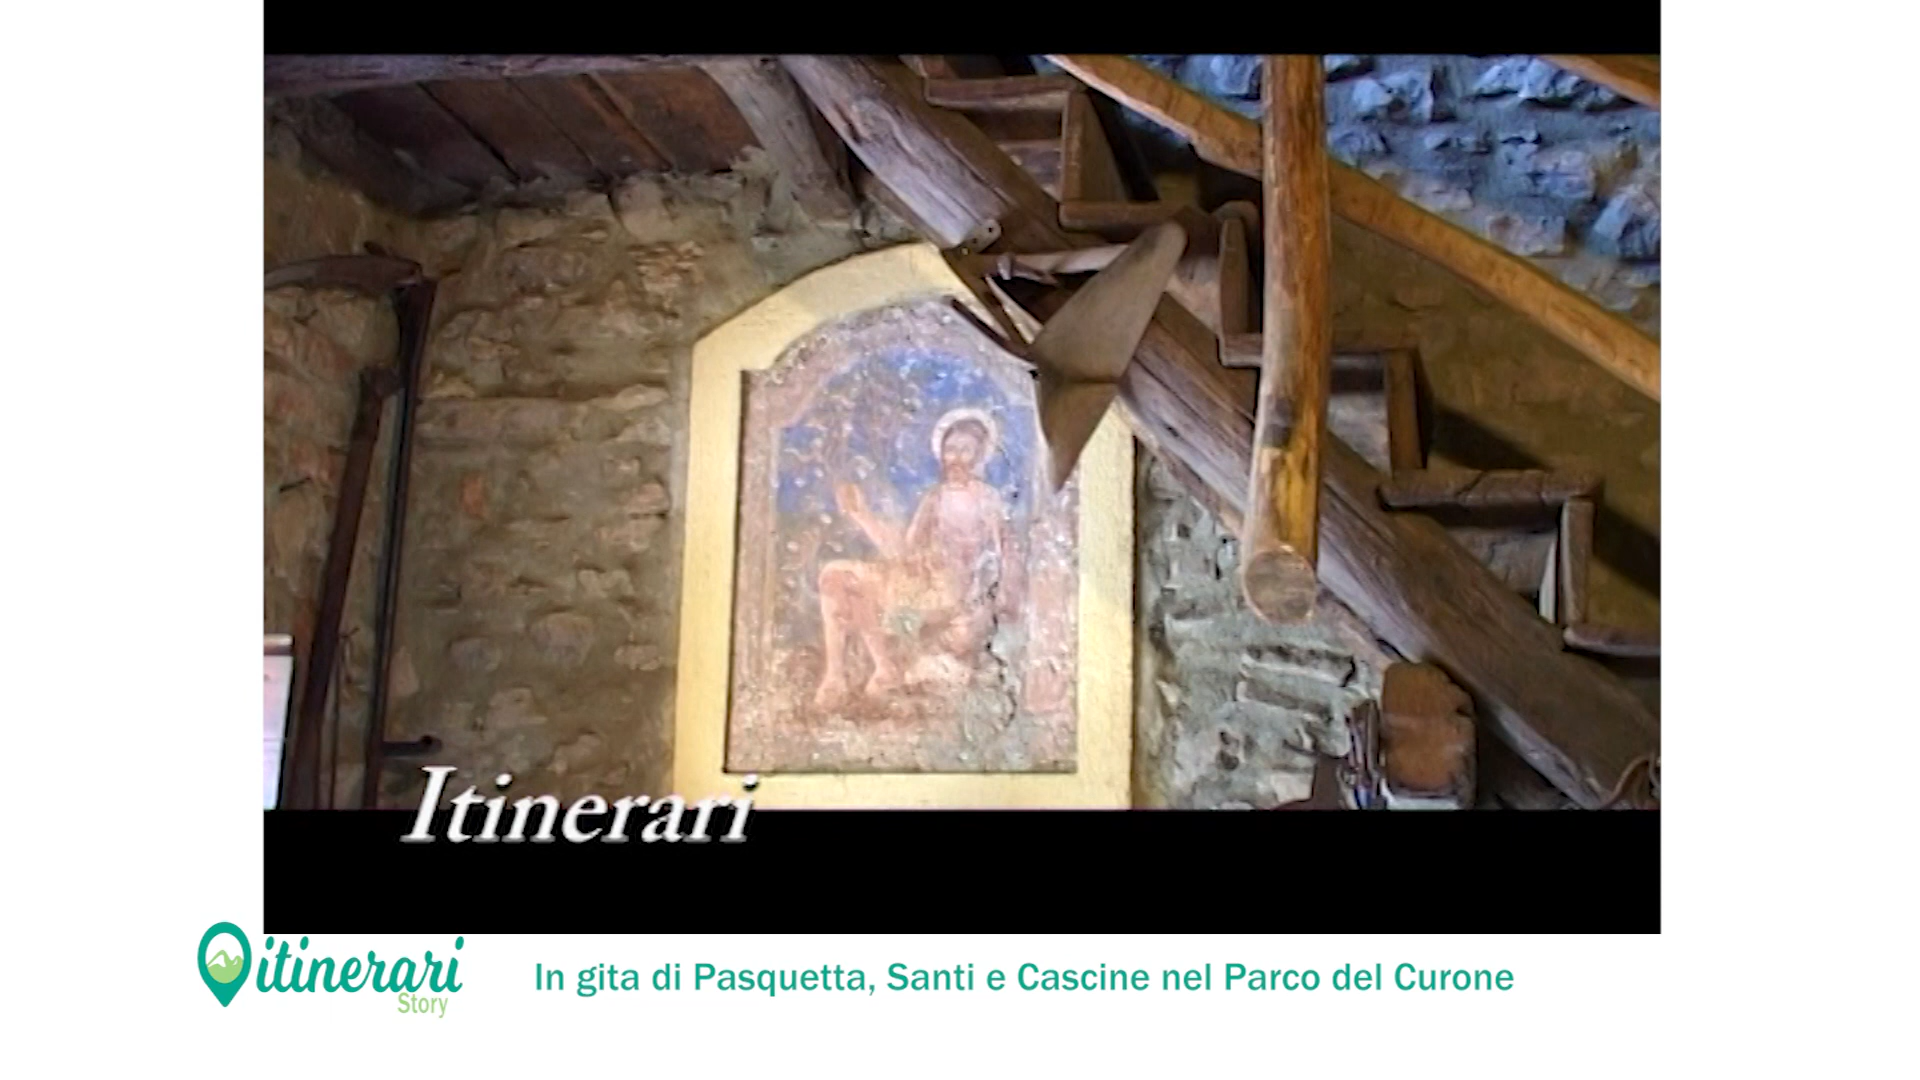 Itinerari
itinerari
Story
In gita di Pasquetta, Santi e Cascine nel Parco del Curone